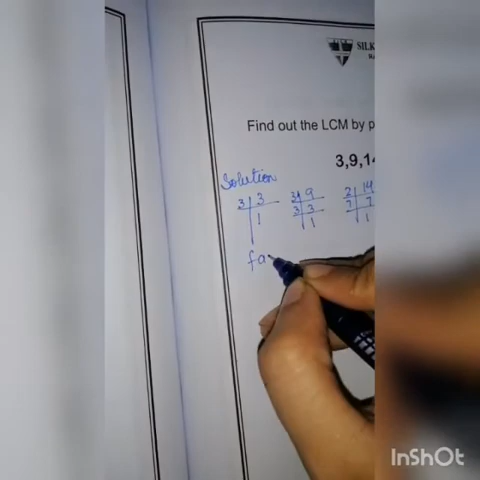 SILK
Find out the LCM by p
3,9,14
Solution
3 3 3 9 2 14
1 3 3 7 7
1 1
fa
InShOt